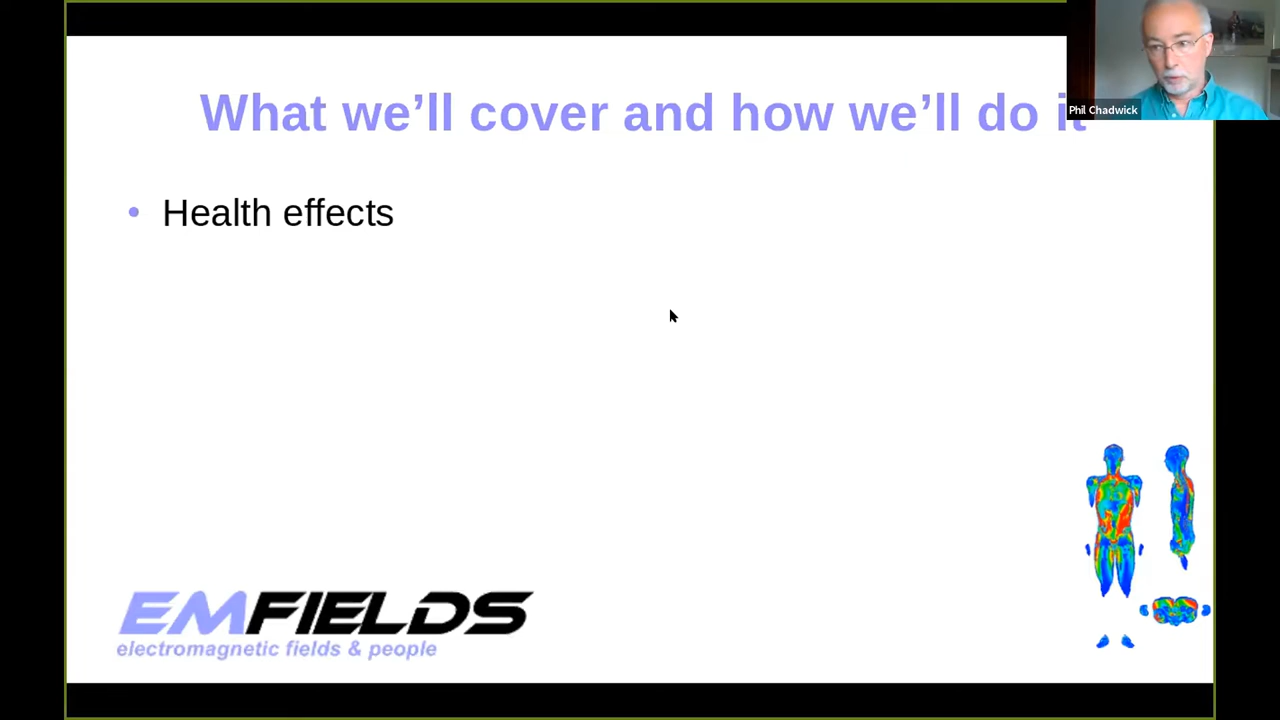 What we'll cover and how we'll do it
Phil Chadwick
• Health effects
EMFIELDS
electromagnetic fields & people